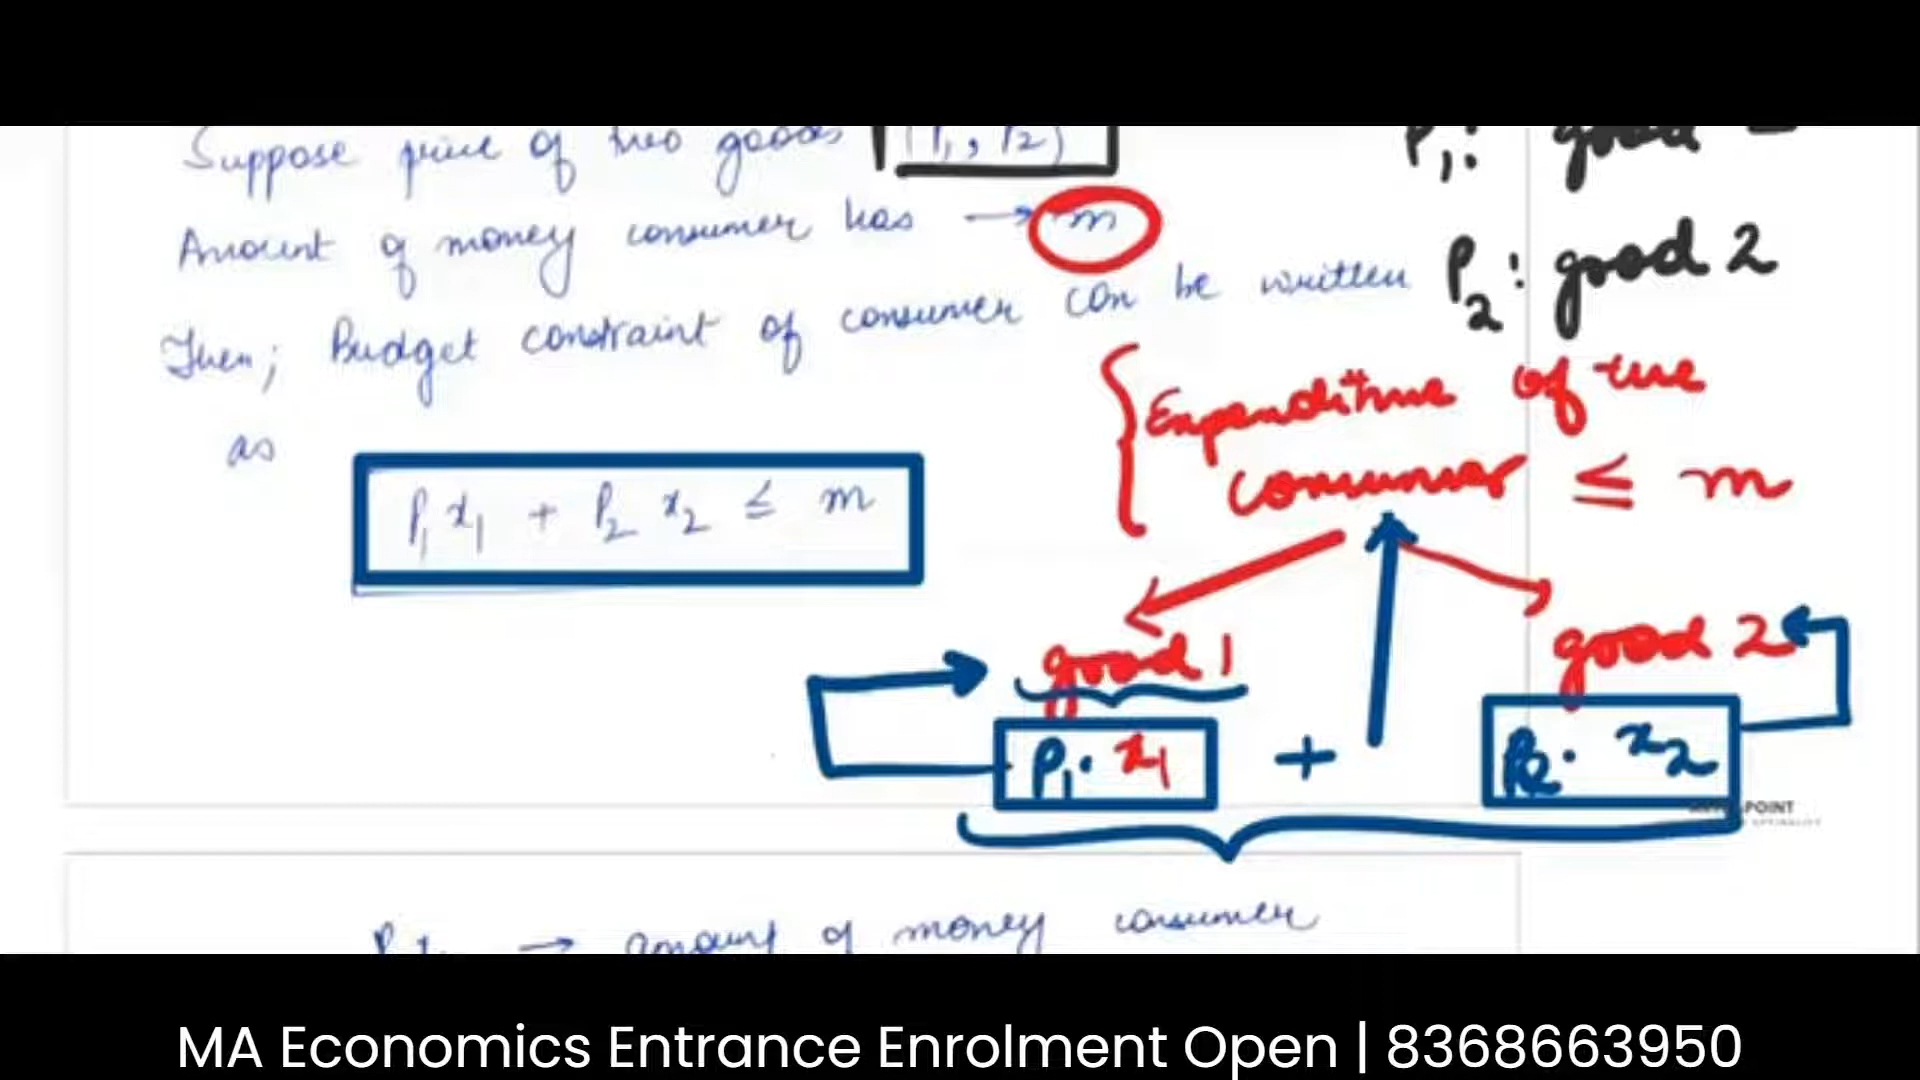 Suppose price of two goods (P1, P2)
P1: good
Amount of money consumer has → m
P2: good 2
Then; Budget constraint of consumer can be written
as
P1 x1 + P2 x2 ≤ m
Expenditure of the
consumer ≤ m
good 1
good 2
P1. x1 + P2. x2
POINT
→ amount of money consumer
MA Economics Entrance Enrolment Open | 8368663950